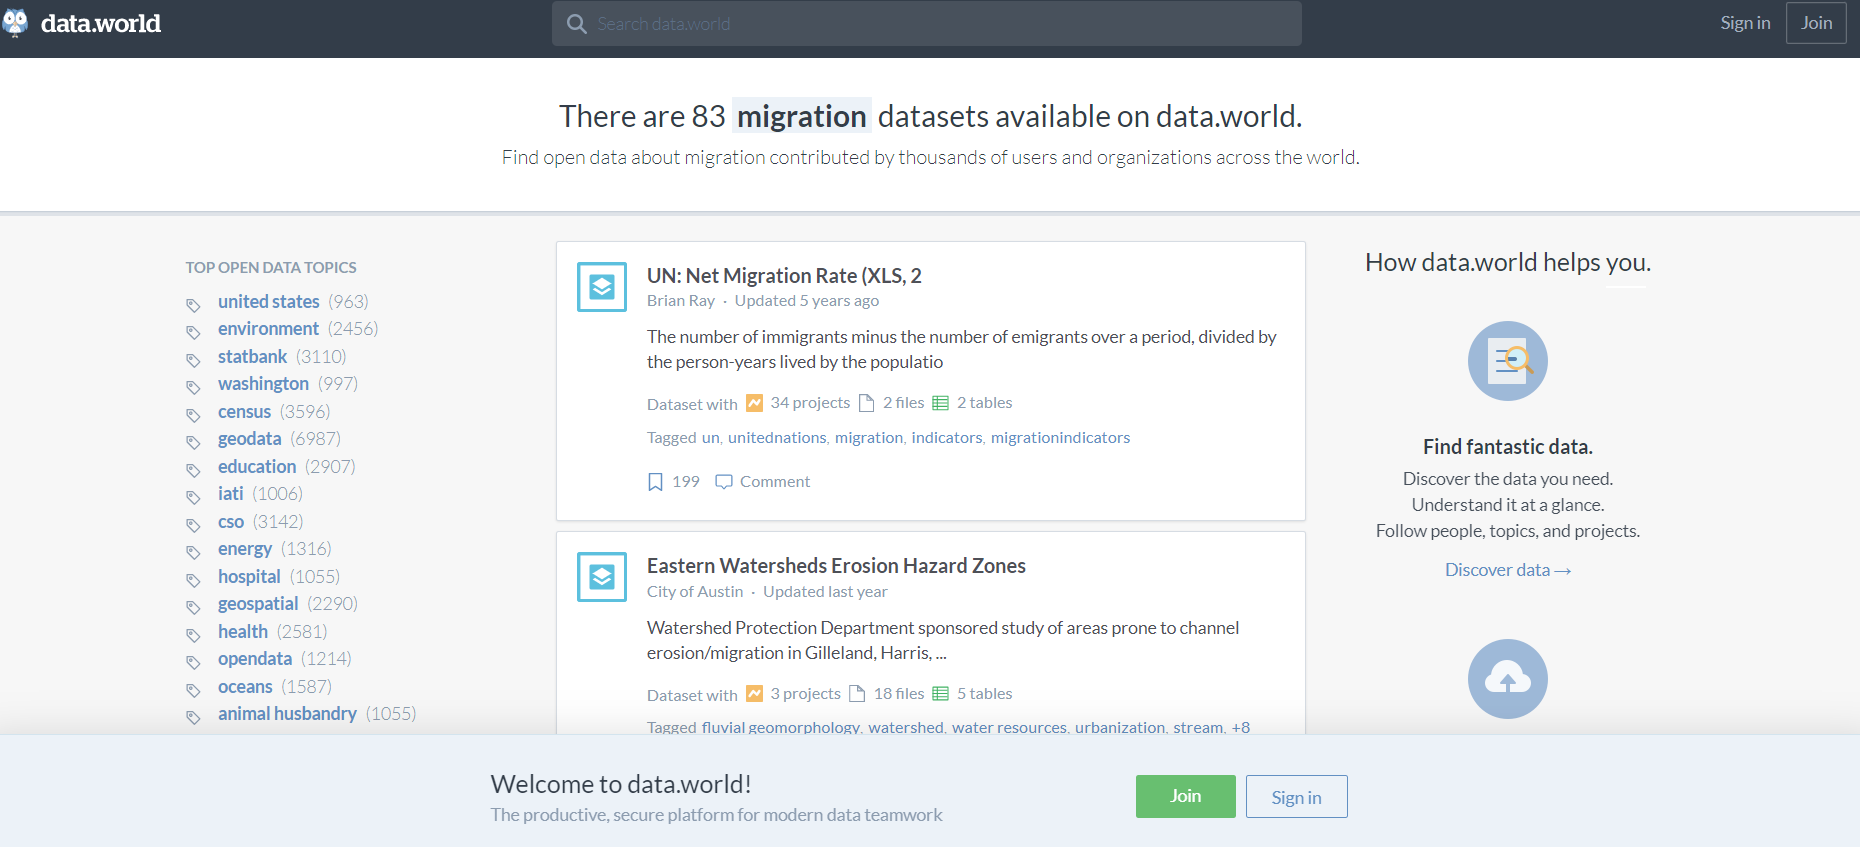 data.world
Search data.world
Sign in
Join
There are 83 migration datasets available on data.world.
Find open data about migration contributed by thousands of users and organizations across the world.
TOP OPEN DATA TOPICS
united states (963)
environment (2456)
statbank (3110)
washington (997)
census (3596)
geodata (6987)
education (2907)
iati (1006)
cso (3142)
energy (1316)
hospital (1055)
geospatial (2290)
health (2581)
opendata (1214)
oceans (1587)
animal husbandry (1055)
UN: Net Migration Rate (XLS, 2
Brian Ray · Updated 5 years ago
The number of immigrants minus the number of emigrants over a period, divided by
the person-years lived by the populatio
Dataset with 34 projects 2 files 2 tables
Tagged un, unitednations, migration, indicators, migrationindicators
199 Comment
Eastern Watersheds Erosion Hazard Zones
City of Austin · Updated last year
Watershed Protection Department sponsored study of areas prone to channel
erosion/migration in Gilleland, Harris, ...
Dataset with 3 projects 18 files 5 tables
Tagged fluvial geomorphology, watershed, water resources, urbanization, stream, +8
How data.world helps you.
Find fantastic data.
Discover the data you need.
Understand it at a glance.
Follow people, topics, and projects.
Discover data →
Welcome to data.world!
The productive, secure platform for modern data teamwork
Join
Sign in